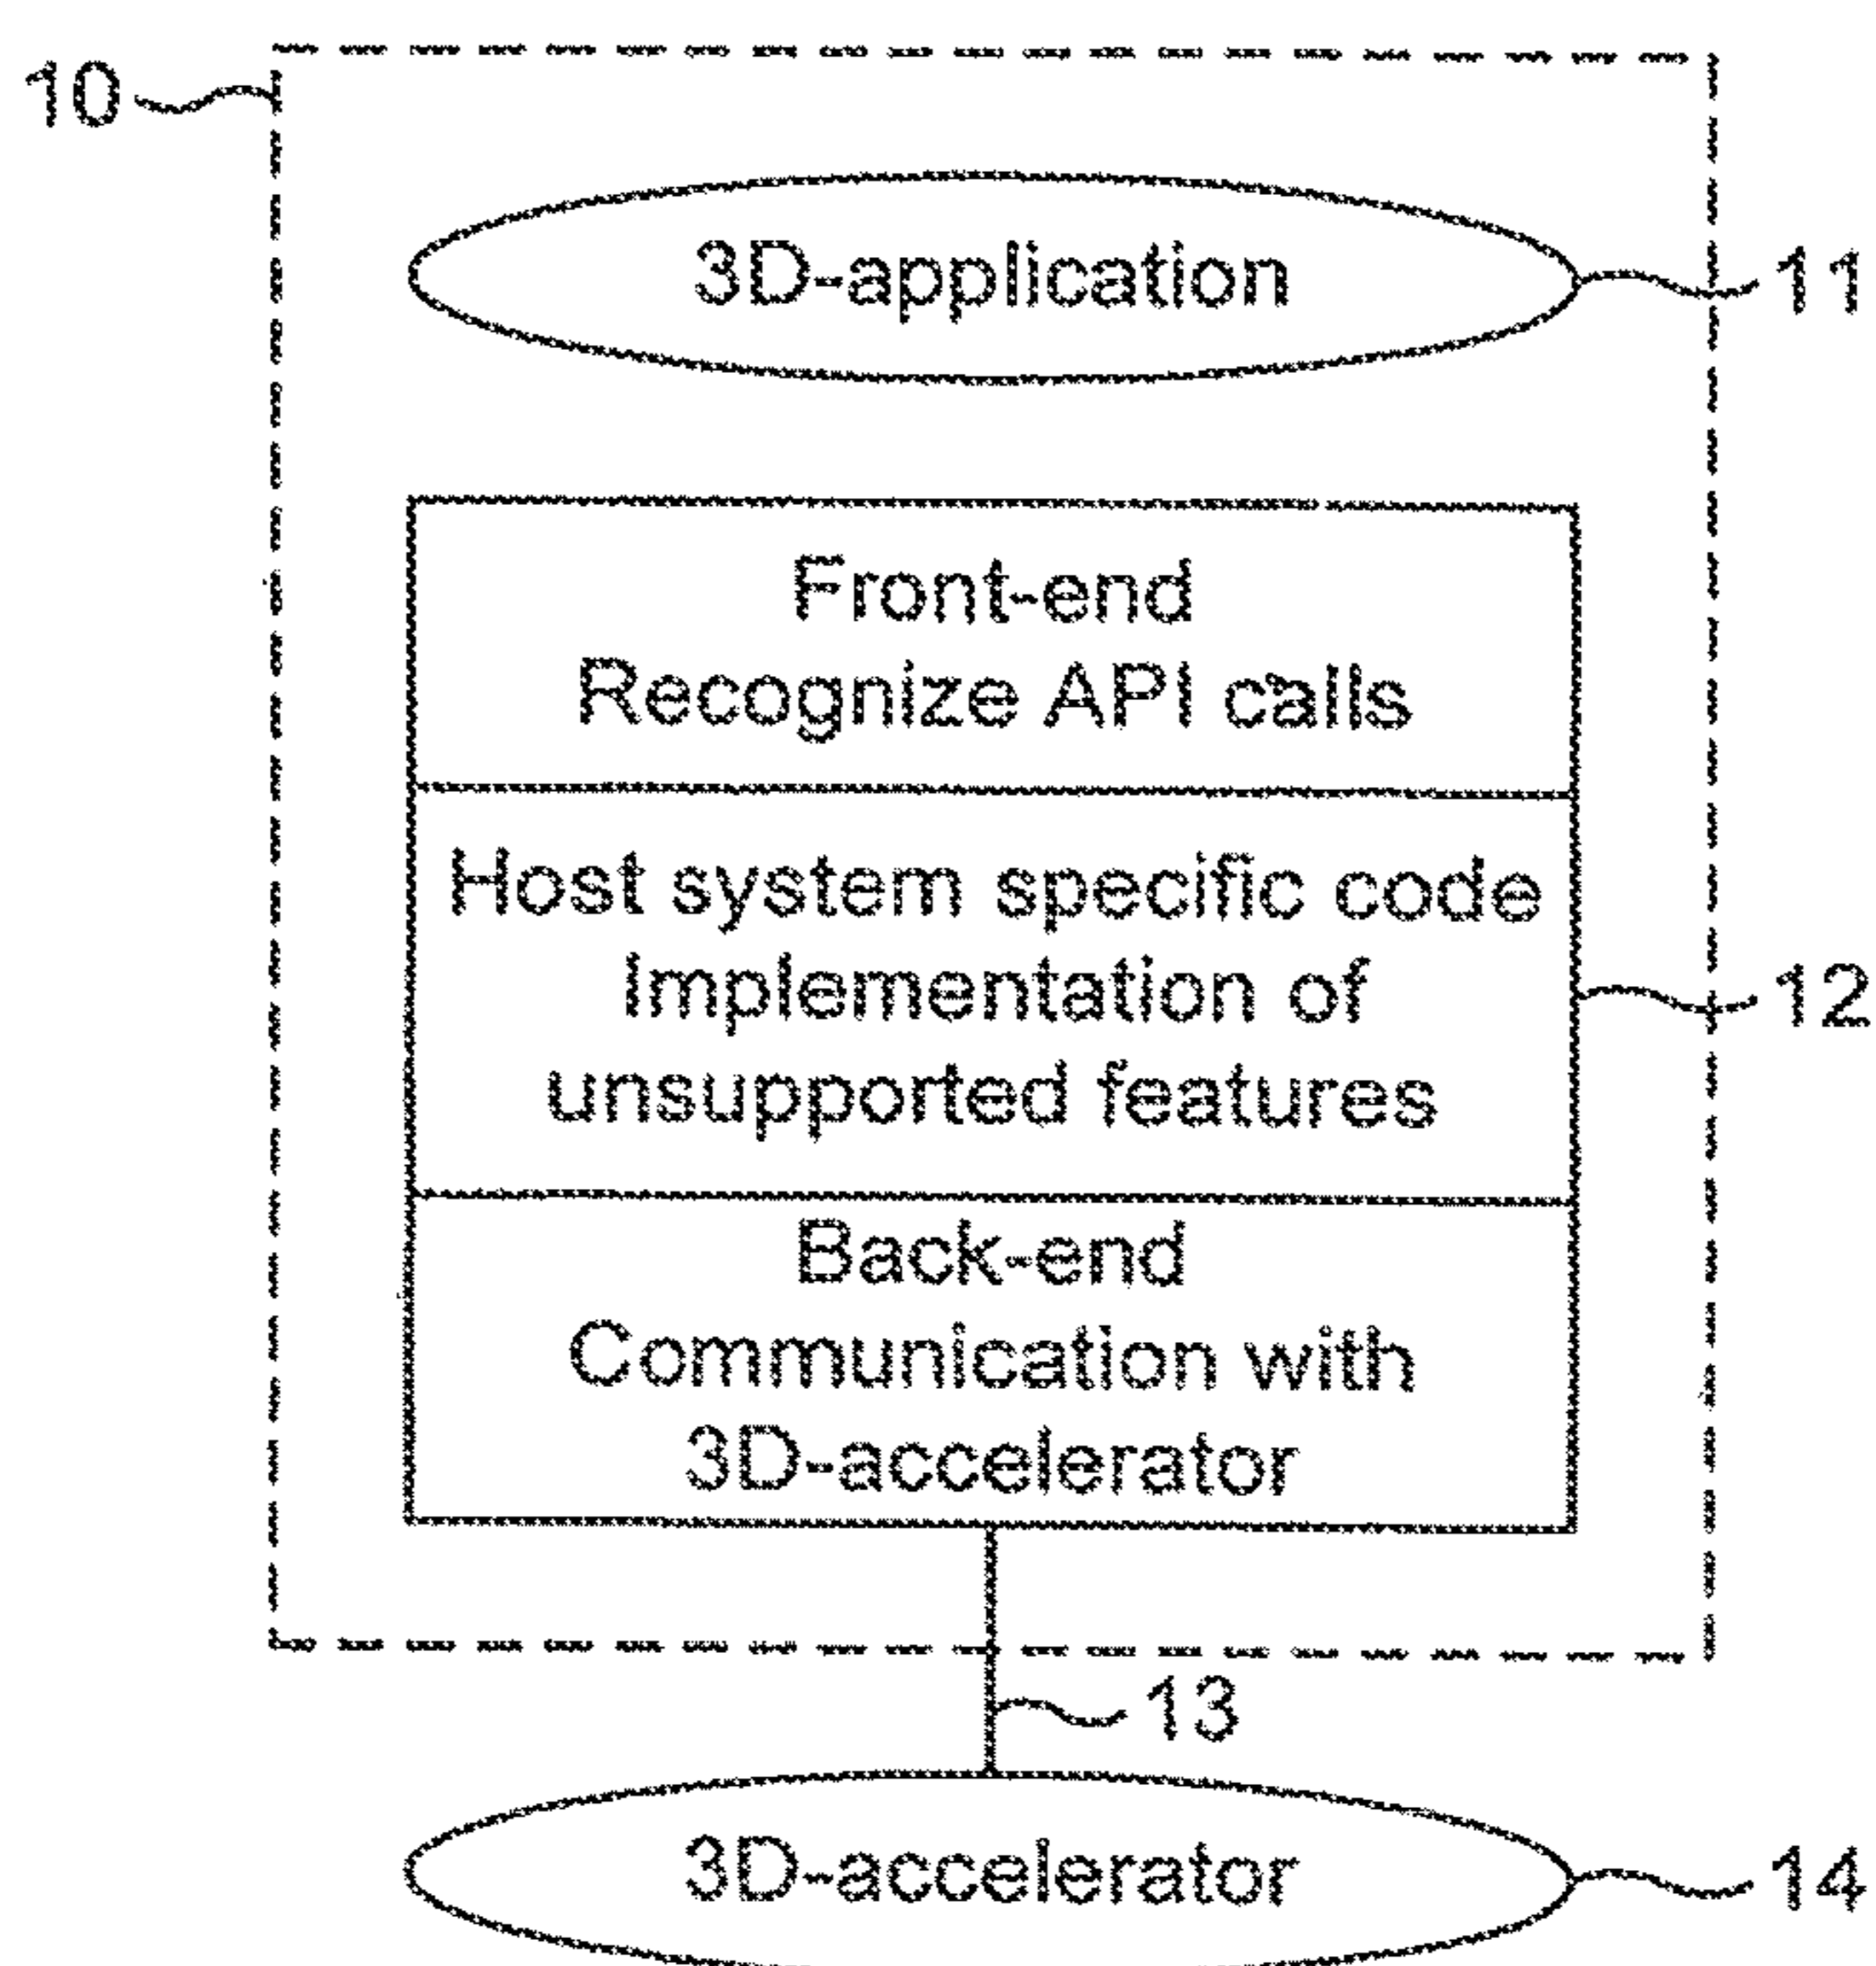 10
3D-application
11
Front-end
Recognize API calls
Host system specific code
Implementation of
unsupported features
12
Back-end
Communication with
3D-accelerator
13
3D-accelerator
14